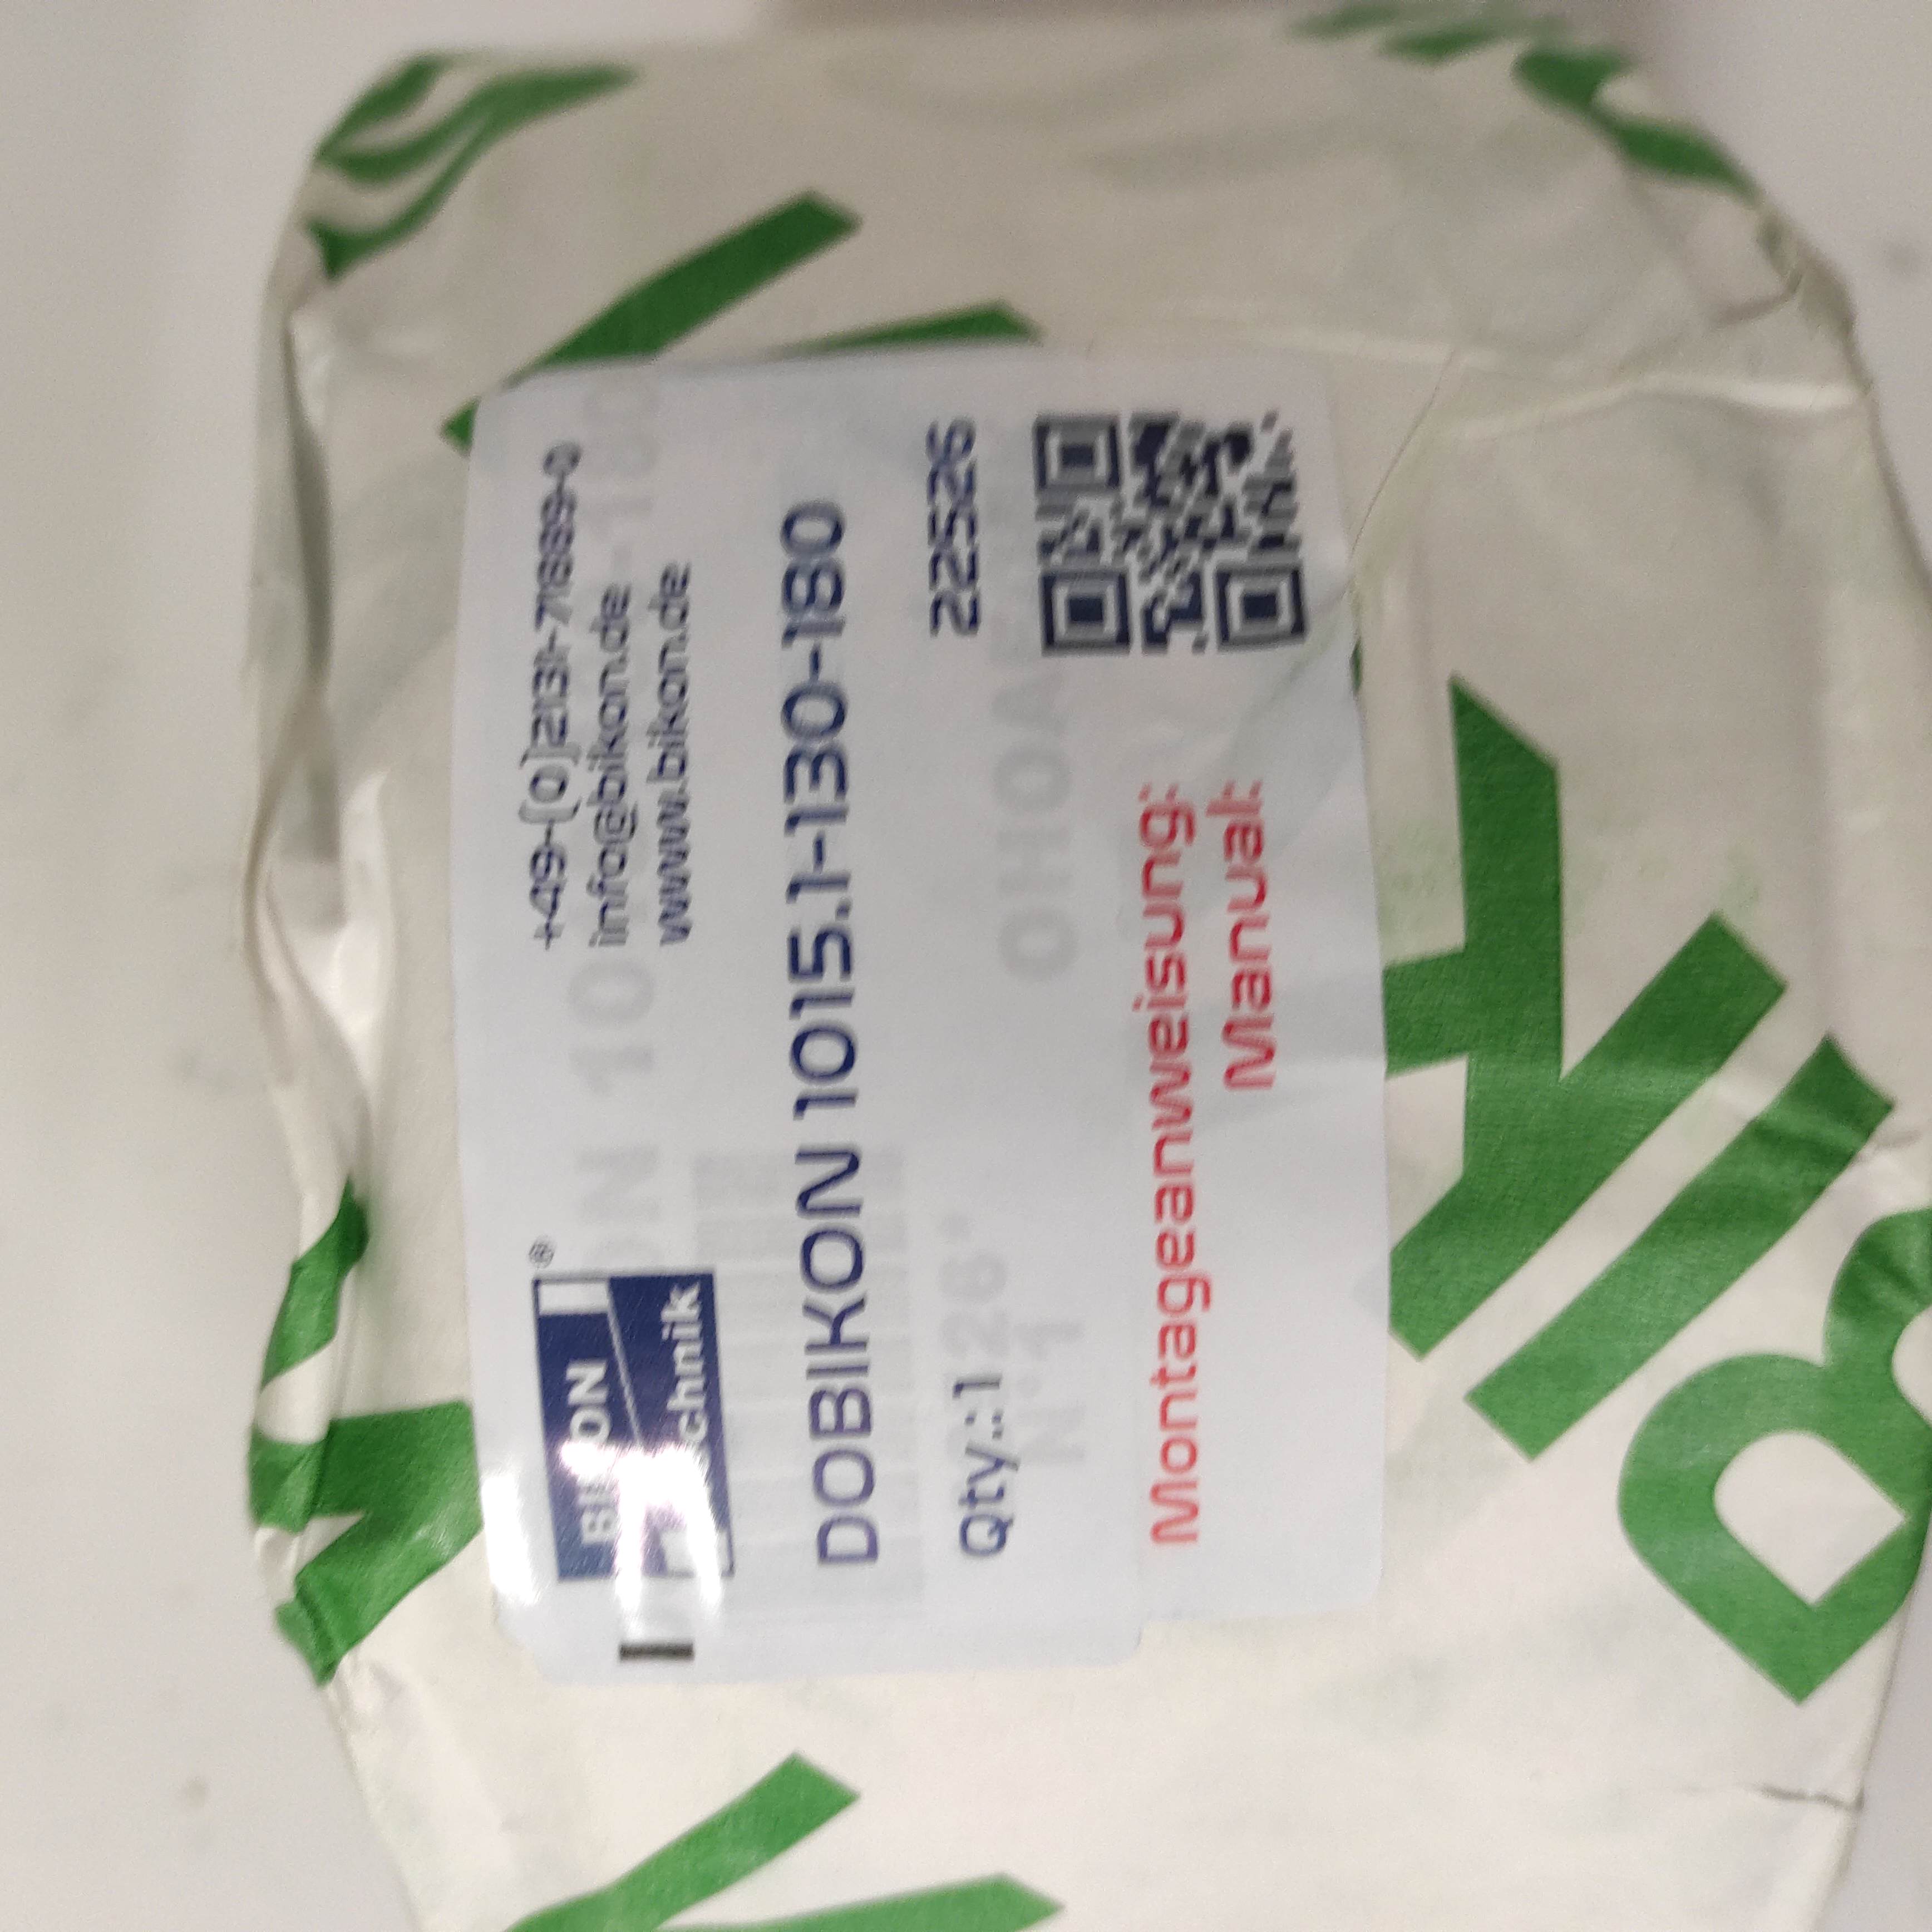 BIKON
®
technik
+49-(0)2131-71889-0
info@bikon.de
www.bikon.de
DOBIKON 1015.1-130-180
Qty.:1
22526
Montageanweisung:
Manual: